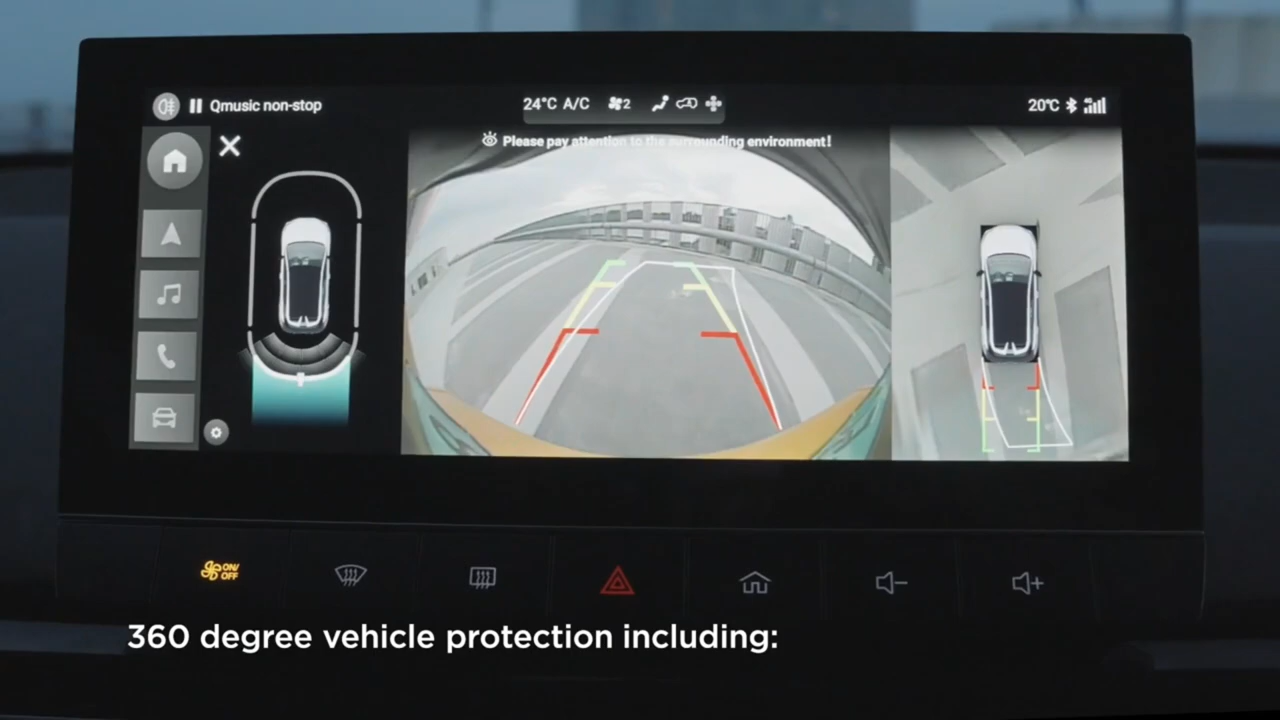 Qmusic non-stop
24°C A/C 2
20°C
Please pay attention to the surrounding environment!
ON/
OFF
360 degree vehicle protection including: